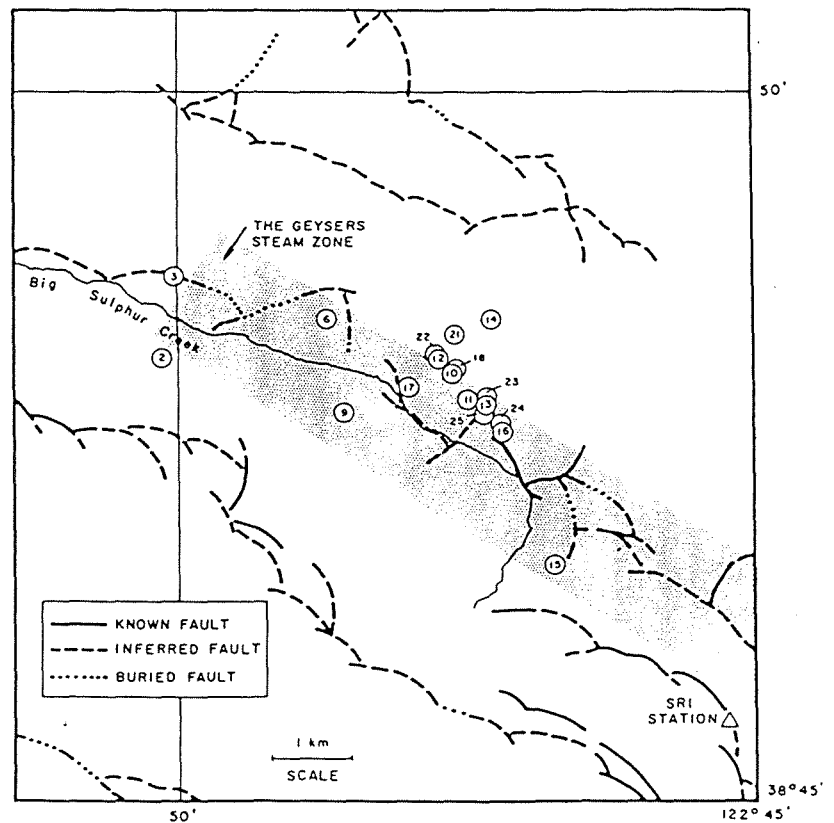 50'
THE GEYSERS
STEAM ZONE
Big Sulphur Creek
3
2
6
14
21
22
12
18
10
17
23
11
13
9
25
24
16
15
KNOWN FAULT
INFERRED FAULT
BURIED FAULT
SRI
STATION
1 km
SCALE
38°45'
50'
122°45'